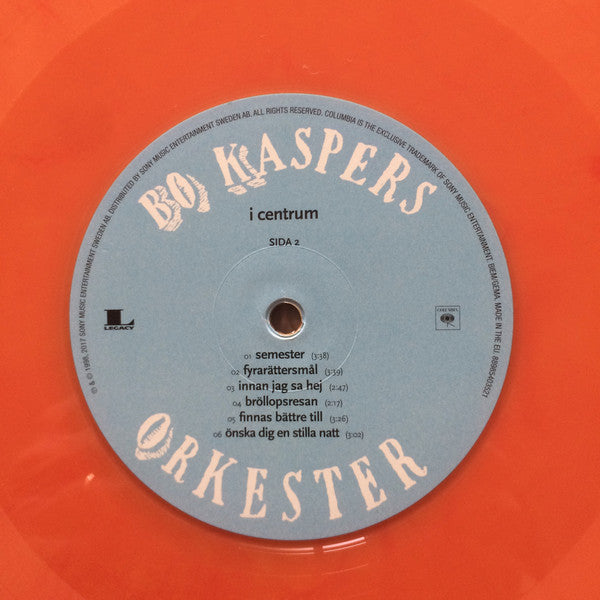 BO KASPERS
i centrum
SIDA 2
01 semester (3:38)
02 fyrarättersmål (3:19)
03 innan jag sa hej (2:47)
04 bröllopsresan (2:17)
05 finnas bättre till (3:26)
06 önska dig en stilla natt (3:02)
ORKESTER
L
LEGACY
COLUMBIA
℗ & © 1998, 2017 SONY MUSIC ENTERTAINMENT SWEDEN AB. DISTRIBUTED BY SONY MUSIC ENTERTAINMENT SWEDEN AB. ALL RIGHTS RESERVED. COLUMBIA IS THE EXCLUSIVE TRADEMARK OF SONY MUSIC ENTERTAINMENT. BIEM/GEMA. MADE IN THE EU. 88985403521